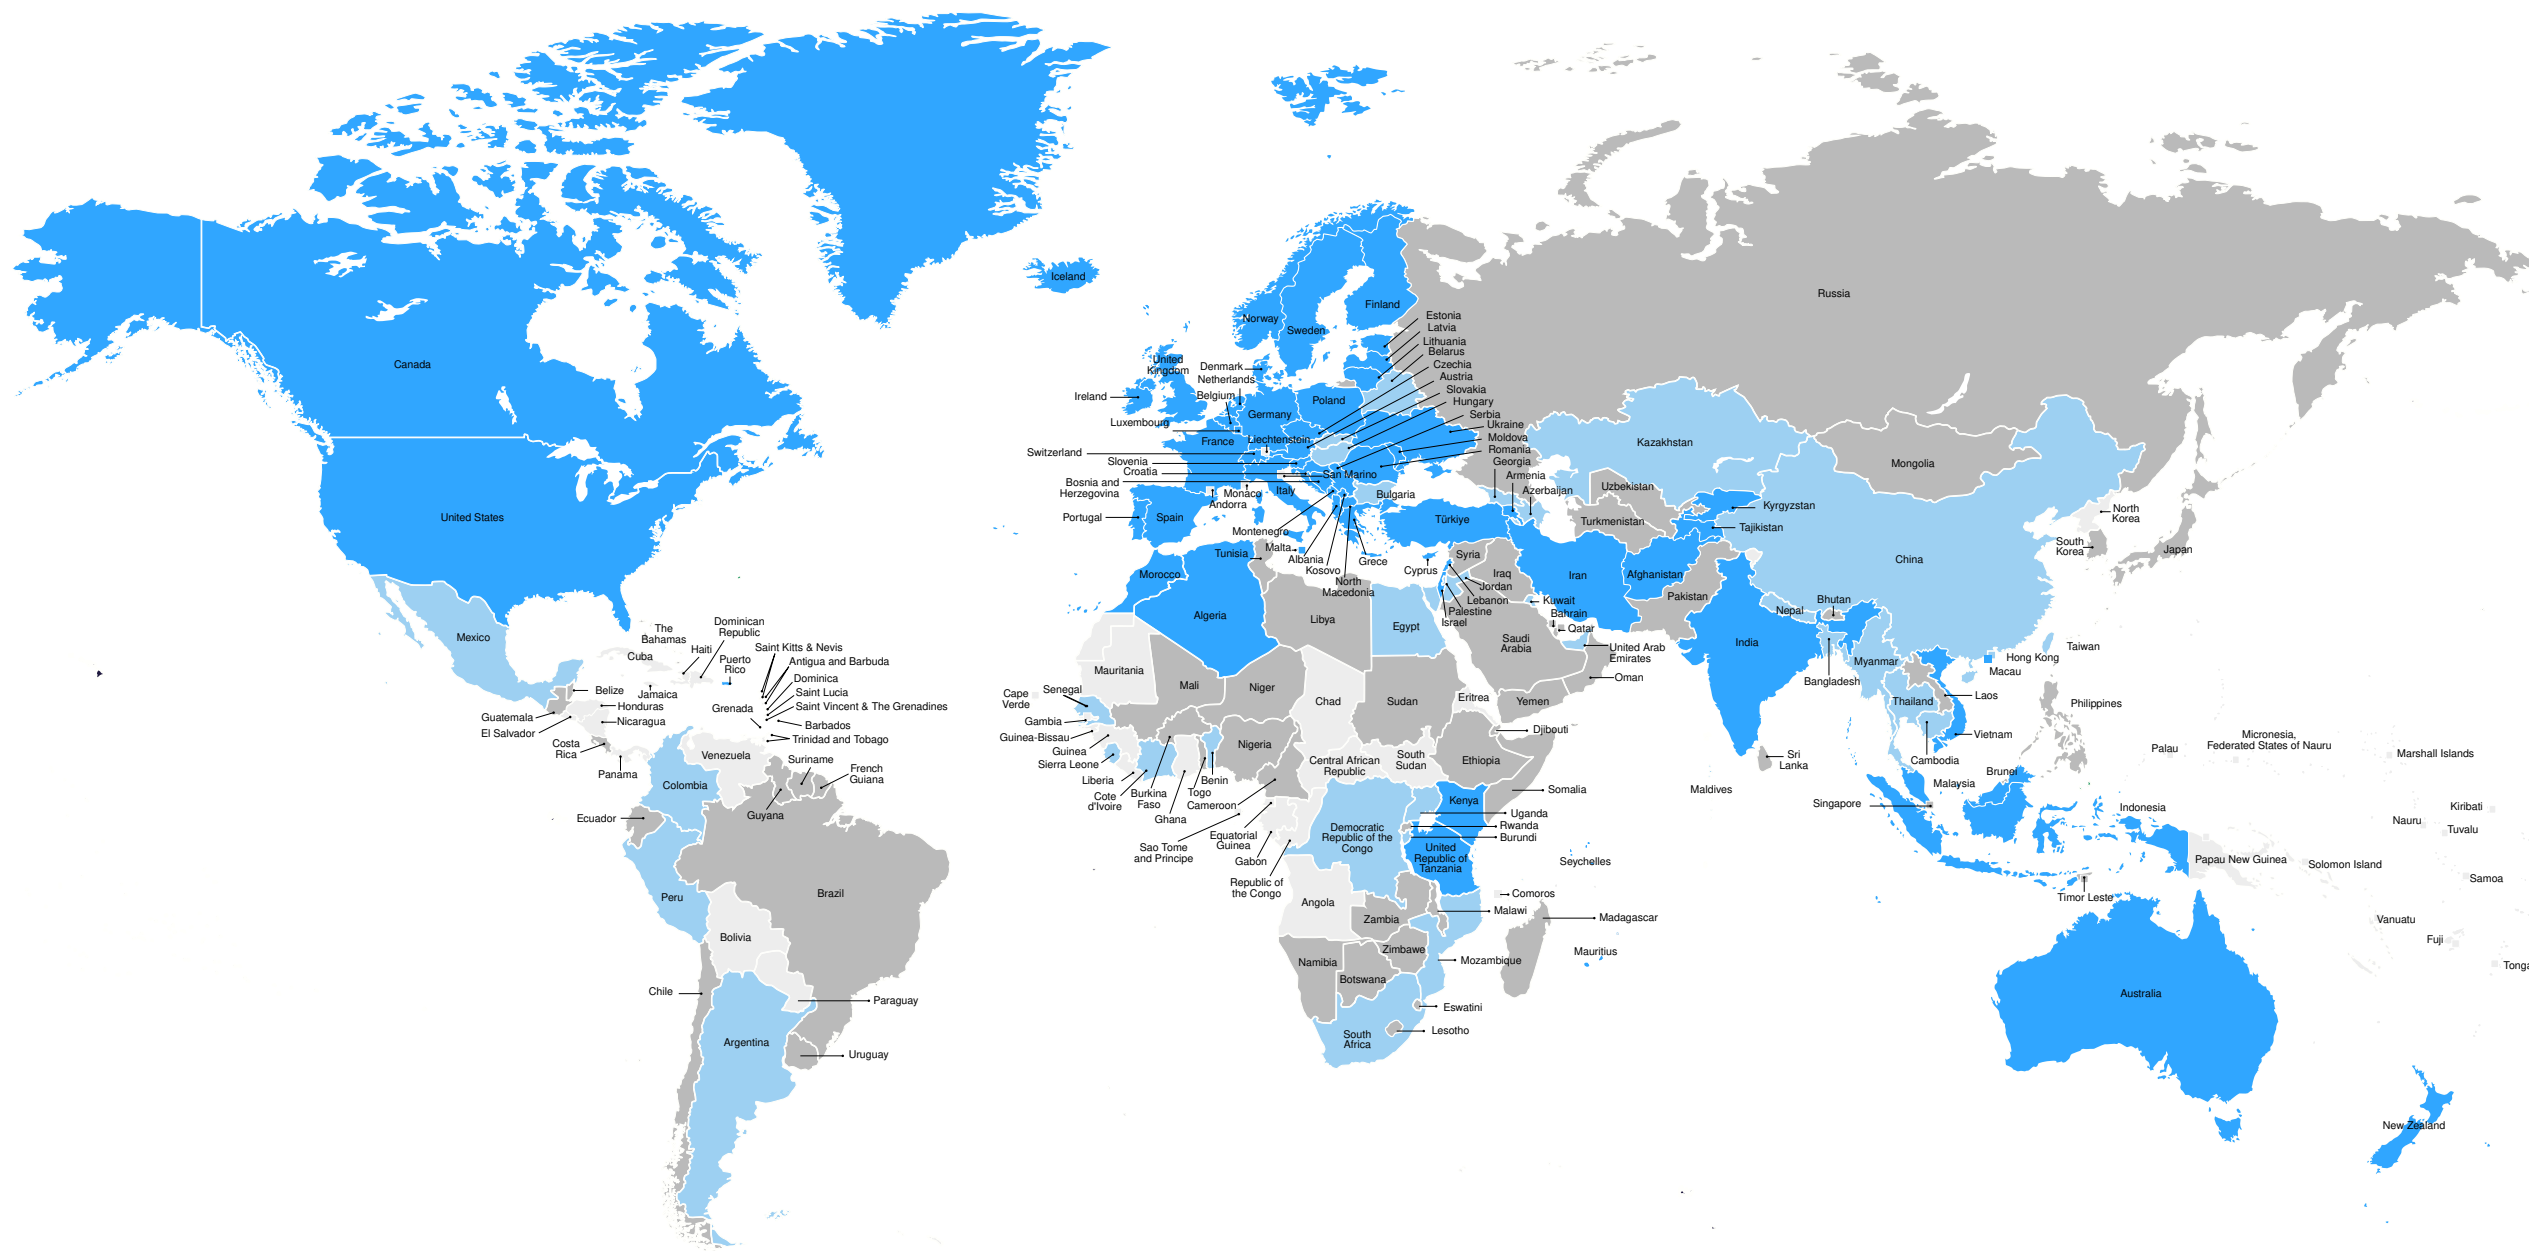 Canada
United States
Mexico
The
Bahamas
Cuba
Haiti
Dominican
Republic
Puerto
Rico
Saint Kitts & Nevis
Antigua and Barbuda
Dominica
Saint Lucia
Saint Vincent & The Grenadines
Grenada
Barbados
Trinidad and Tobago
Belize
Jamaica
Honduras
Guatemala
Nicaragua
El Salvador
Costa
Rica
Panama
Venezuela
Suriname
French
Guiana
Colombia
Guyana
Ecuador
Peru
Brazil
Bolivia
Chile
Paraguay
Argentina
Uruguay
Iceland
Norway
Sweden
Finland
United
Kingdom
Denmark
Netherlands
Ireland
Belgium
Luxembourg
Germany
Poland
France
Liechtenstein
Switzerland
Slovenia
Croatia
Bosnia and
Herzegovina
San Marino
Italy
Monaco
Andorra
Portugal
Spain
Bulgaria
Estonia
Latvia
Lithuania
Belarus
Czechia
Austria
Slovakia
Hungary
Serbia
Ukraine
Moldova
Romania
Georgia
Armenia
Azerbaijan
Türkiye
Montenegro
Malta
Albania
Kosovo
North
Macedonia
Greece
Cyprus
Russia
Kazakhstan
Mongolia
Uzbekistan
Turkmenistan
Kyrgyzstan
Tajikistan
China
North
Korea
South
Korea
Japan
Syria
Iraq
Jordan
Lebanon
Palestine
Israel
Kuwait
Bahrain
Qatar
Saudi
Arabia
United Arab
Emirates
Oman
Yemen
Iran
Afghanistan
Pakistan
Nepal
Bhutan
India
Bangladesh
Myanmar
Taiwan
Hong Kong
Macau
Laos
Thailand
Vietnam
Cambodia
Philippines
Sri
Lanka
Maldives
Malaysia
Brunei
Singapore
Indonesia
Timor Leste
Palau
Micronesia,
Federated States of Nauru
Marshall Islands
Kiribati
Nauru
Tuvalu
Papau New Guinea
Solomon Island
Samoa
Vanuatu
Fuji
Tonga
Australia
New Zealand
Tunisia
Morocco
Algeria
Libya
Egypt
Mauritania
Mali
Niger
Chad
Sudan
Eritrea
Djibouti
Cape
Verde
Senegal
Gambia
Guinea-Bissau
Guinea
Sierra Leone
Liberia
Cote
d'Ivoire
Burkina
Faso
Ghana
Togo
Benin
Nigeria
Cameroon
Central African
Republic
South
Sudan
Ethiopia
Somalia
Sao Tome
and Principe
Equatorial
Guinea
Gabon
Republic of
the Congo
Democratic
Republic of the
Congo
Kenya
Uganda
Rwanda
Burundi
United
Republic of
Tanzania
Seychelles
Comoros
Angola
Zambia
Malawi
Madagascar
Mauritius
Zimbawe
Mozambique
Namibia
Botswana
Eswatini
Lesotho
South
Africa